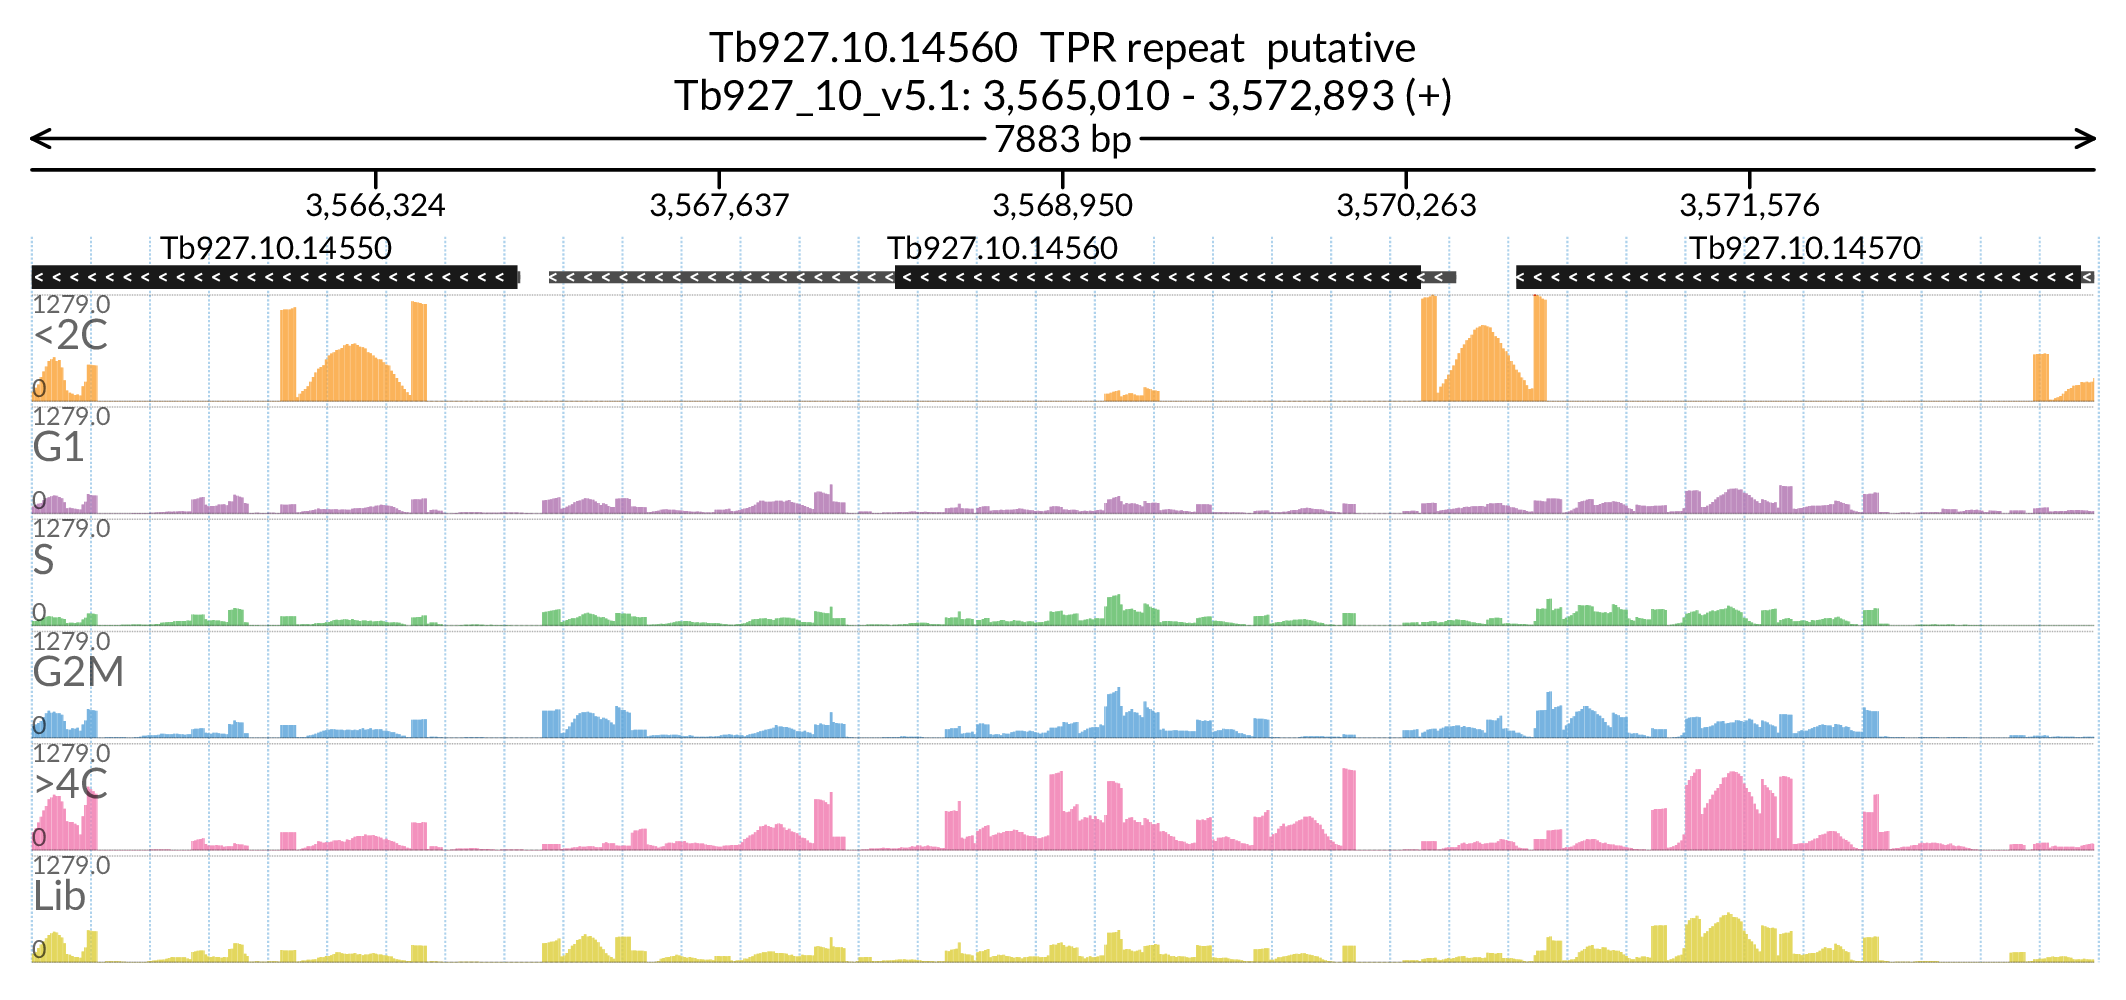 Tb927.10.14560 TPR repeat putative
Tb927_10_v5.1: 3,565,010 - 3,572,893 (+)
7883 bp
3,566,324 3,567,637 3,568,950 3,570,263 3,571,576
Tb927.10.14550 Tb927.10.14560 Tb927.10.14570
1279.0
<2C
0
1279.0
G1
0
1279.0
S
0
1279.0
G2M
0
1279.0
>4C
0
1279.0
Lib
0